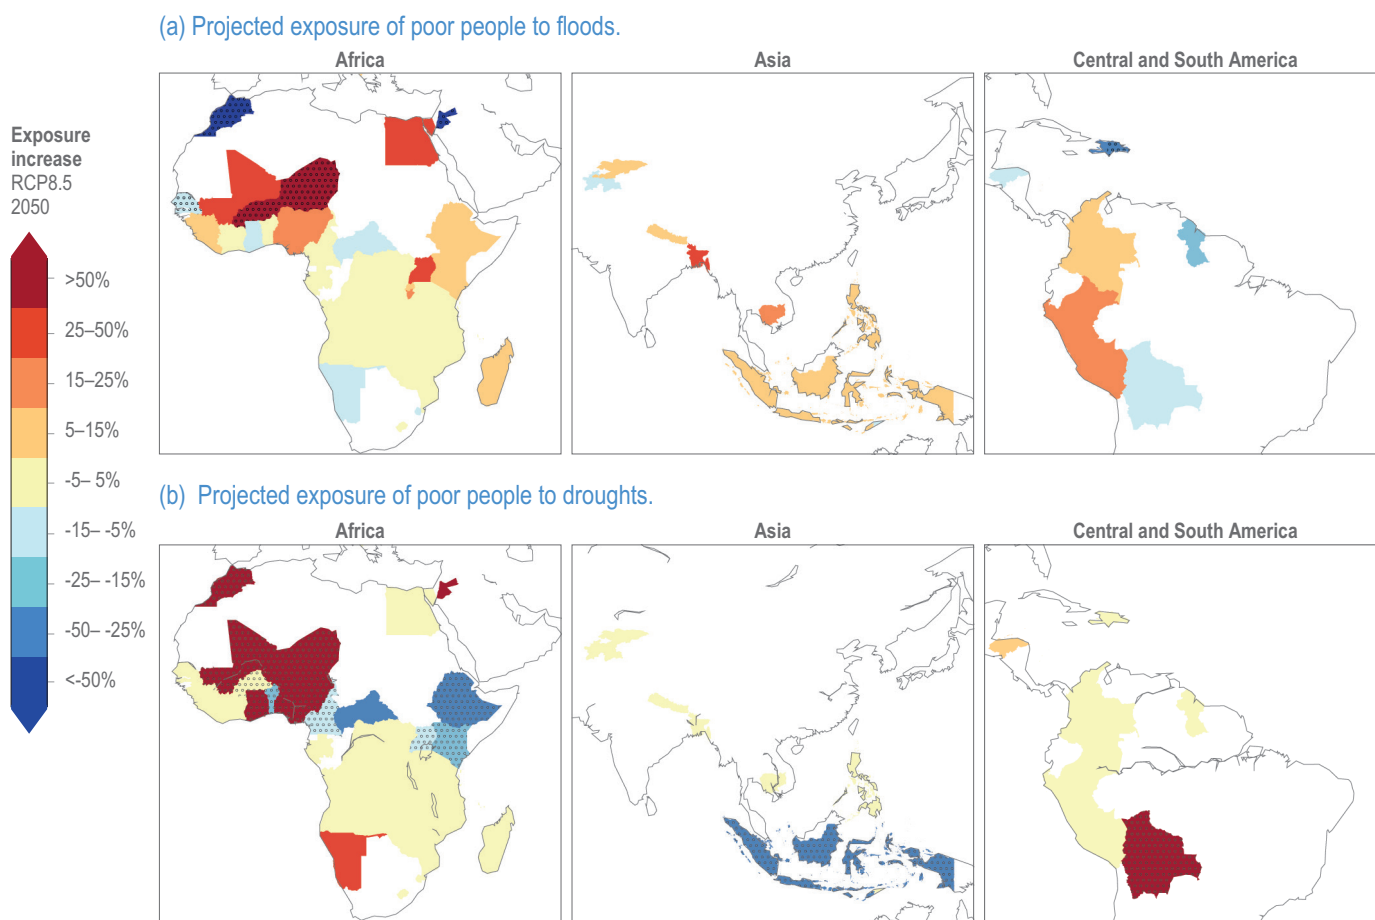 (a) Projected exposure of poor people to floods.
Africa
Asia
Central and South America
Exposure
increase
RCP8.5
2050
>50%
25–50%
15–25%
5–15%
-5– 5%
-15– -5%
-25– -15%
-50– -25%
<-50%
(b) Projected exposure of poor people to droughts.
Africa
Asia
Central and South America